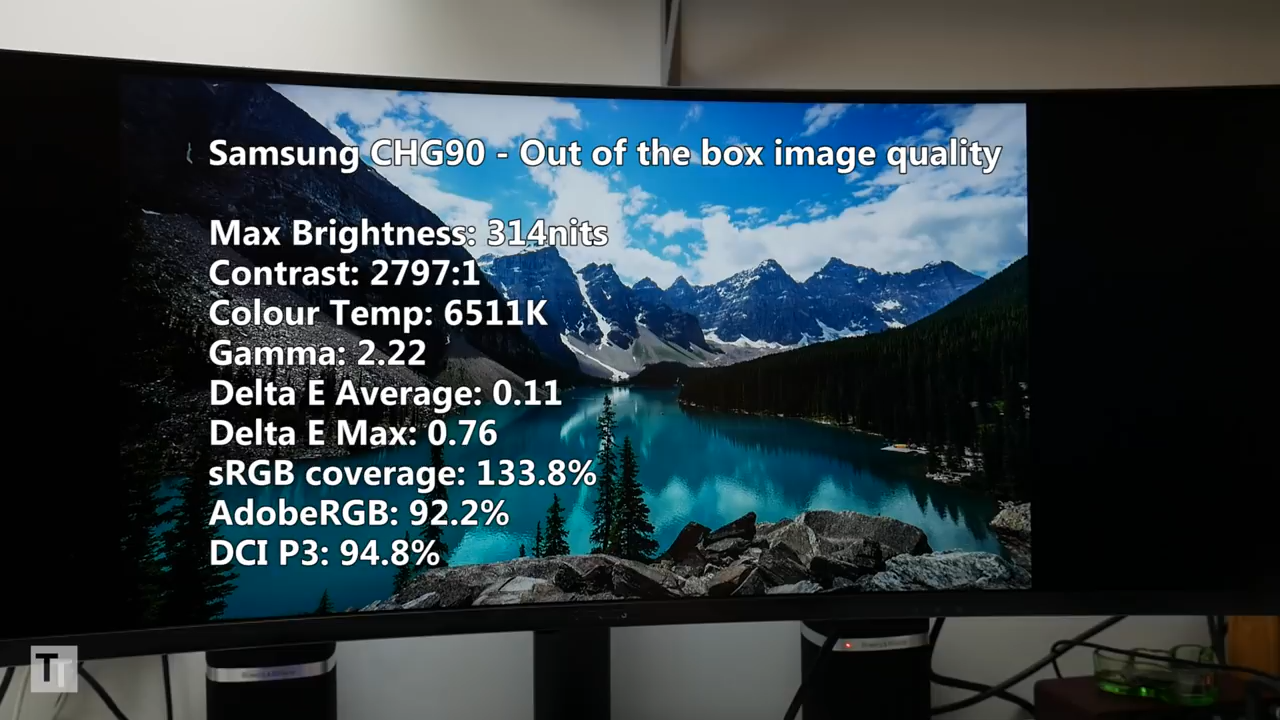 Samsung CHG90 - Out of the box image quality
Max Brightness: 314nits
Contrast: 2797:1
Colour Temp: 6511K
Gamma: 2.22
Delta E Average: 0.11
Delta E Max: 0.76
sRGB coverage: 133.8%
AdobeRGB: 92.2%
DCI P3: 94.8%
TT